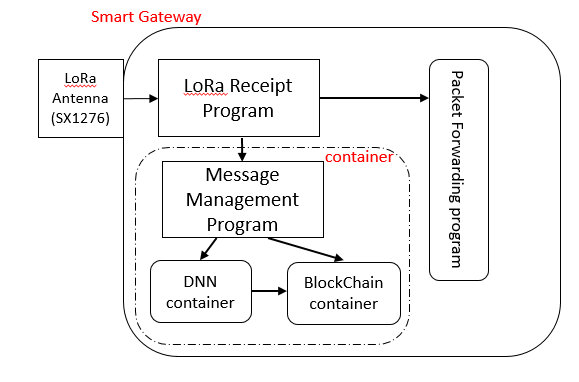 Smart Gateway
LoRa
Antenna
(SX1276)
LoRa Receipt
Program
Packet Forwarding program
container
Message
Management
Program
DNN
container
BlockChain
container